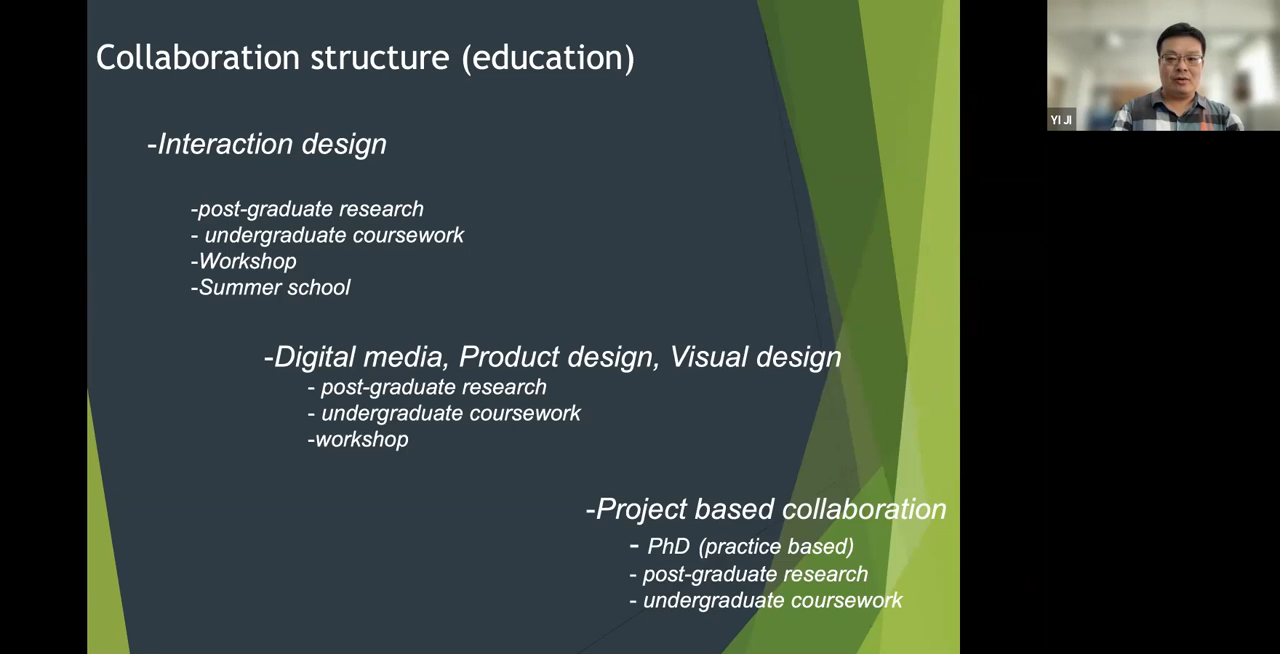 Collaboration structure (education)
YI JI
-Interaction design
-post-graduate research
- undergraduate coursework
-Workshop
-Summer school
-Digital media, Product design, Visual design
- post-graduate research
- undergraduate coursework
-workshop
-Project based collaboration
- PhD (practice based)
- post-graduate research
- undergraduate coursework